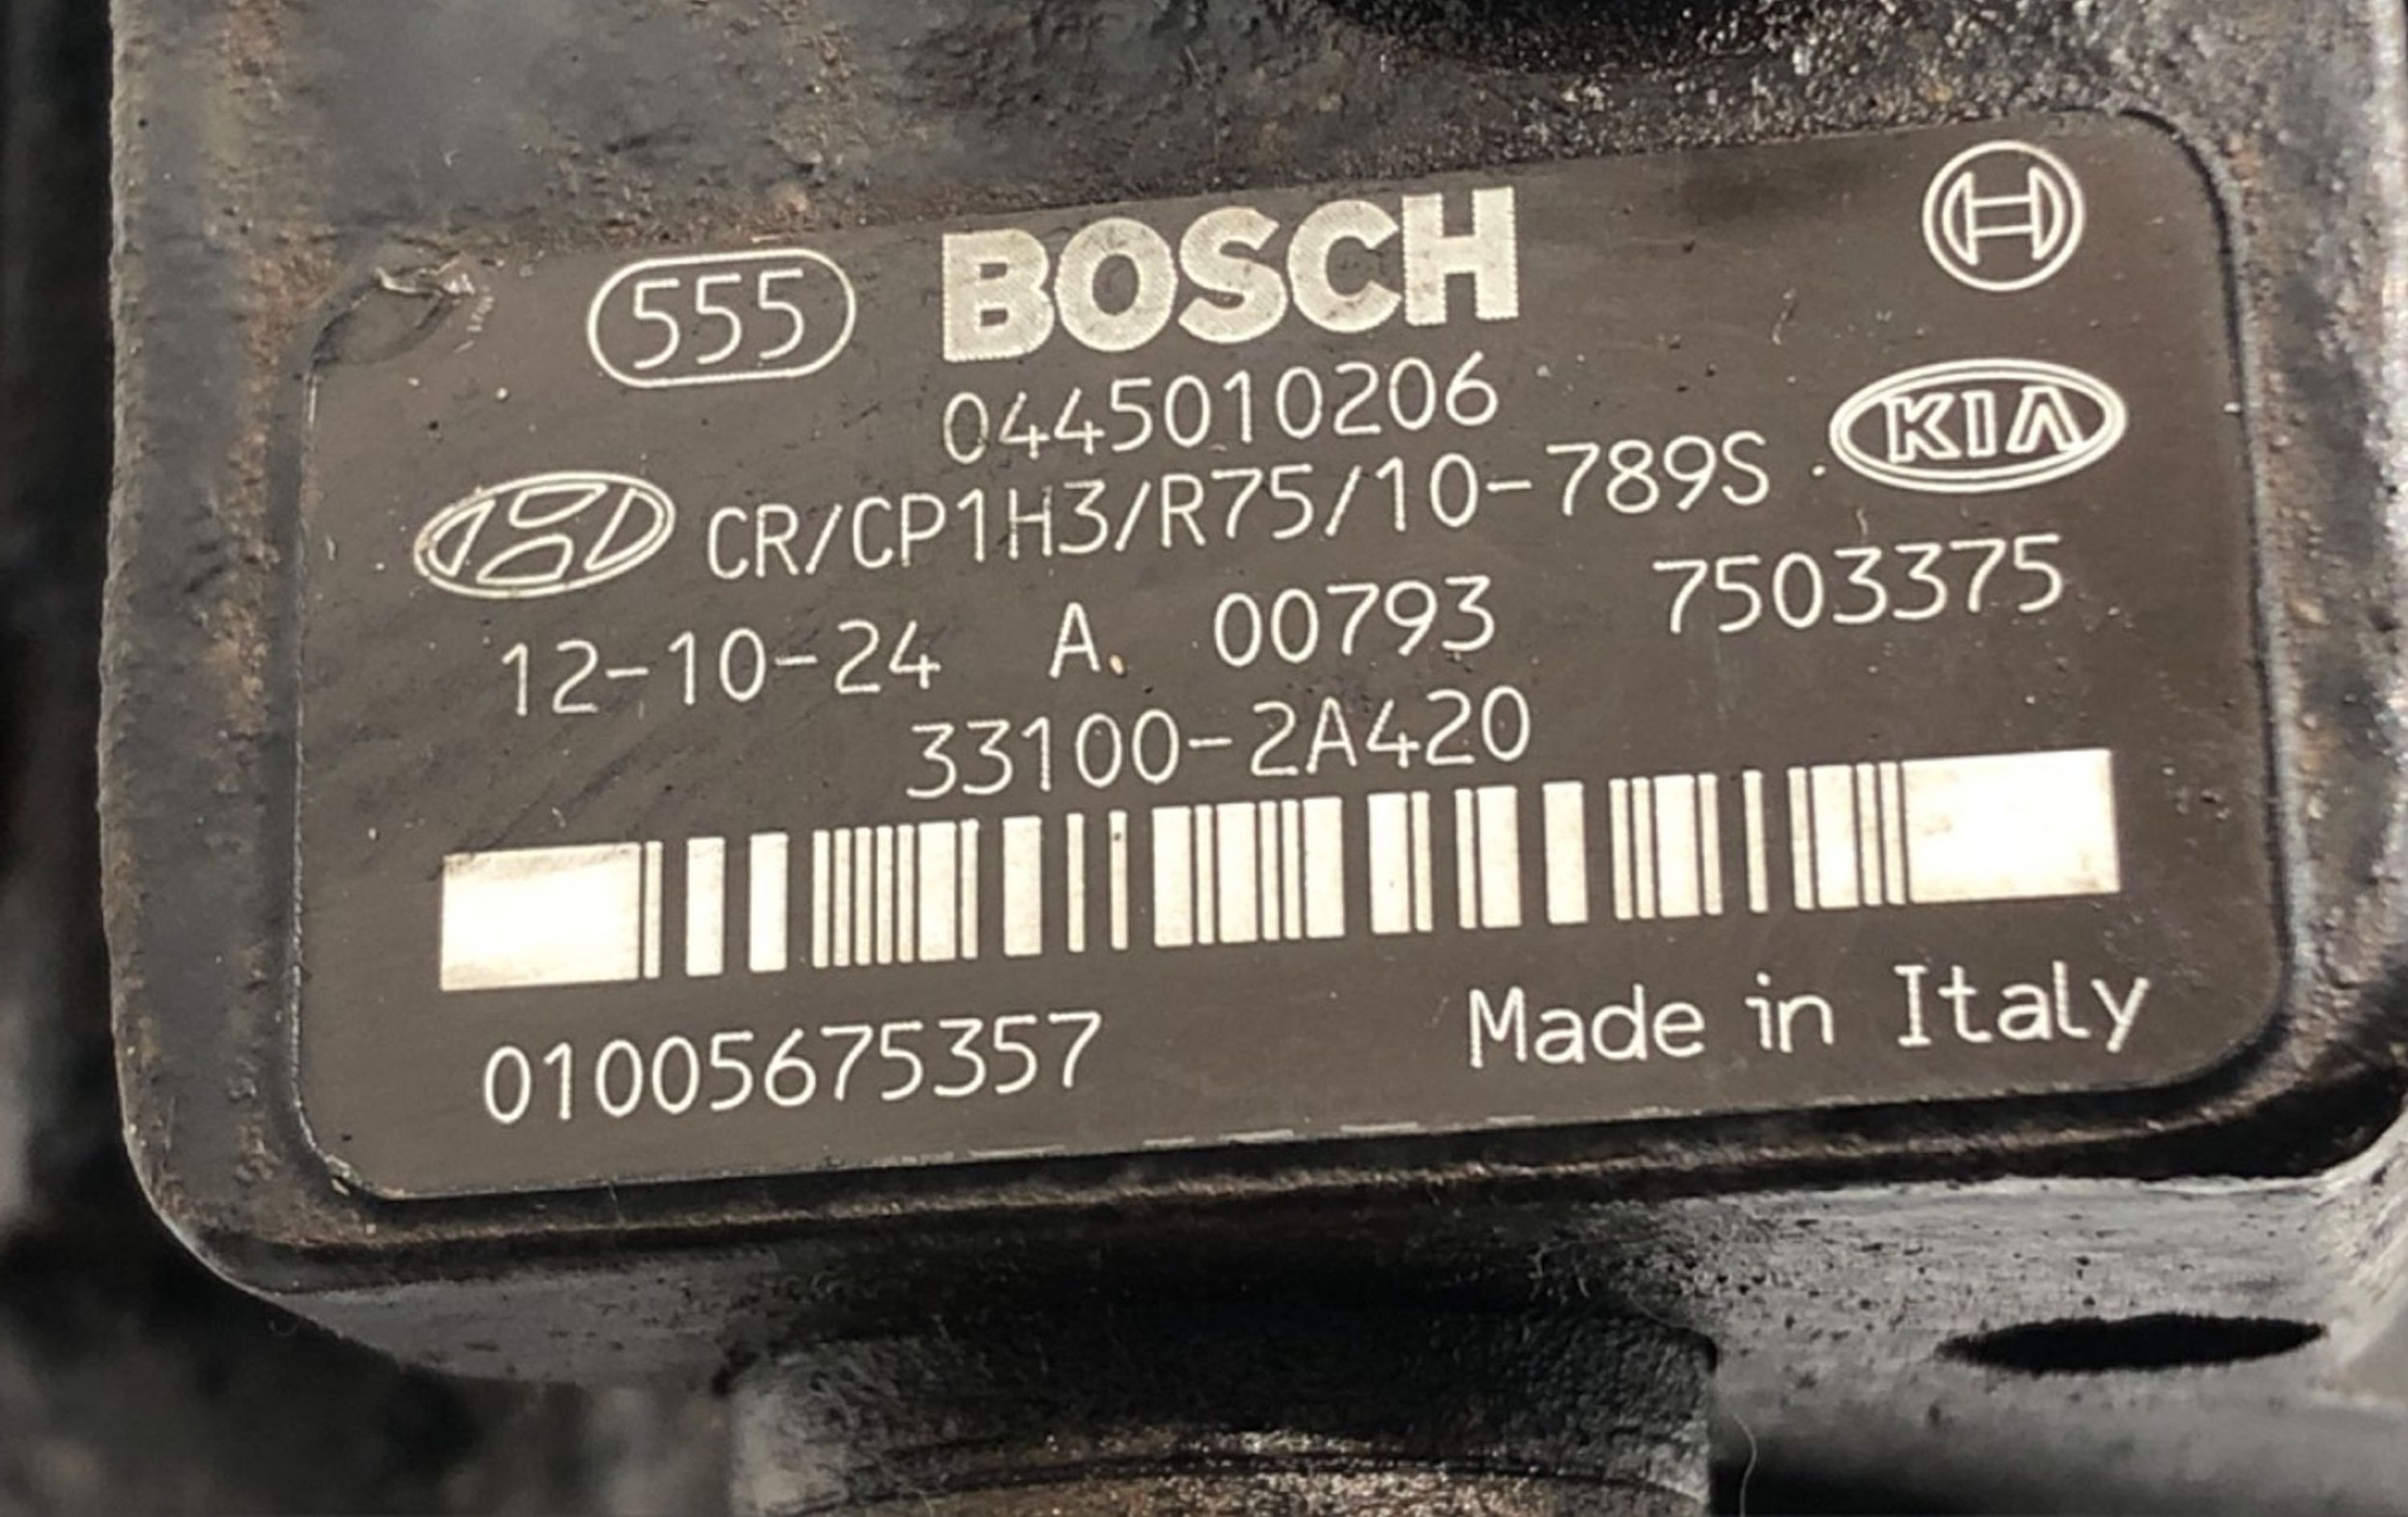 555 BOSCH
0445010206
CR/CP1H3/R75/10-789S KIA
12-10-24 A. 00793 7503375
33100-2A420
01005675357 Made in Italy